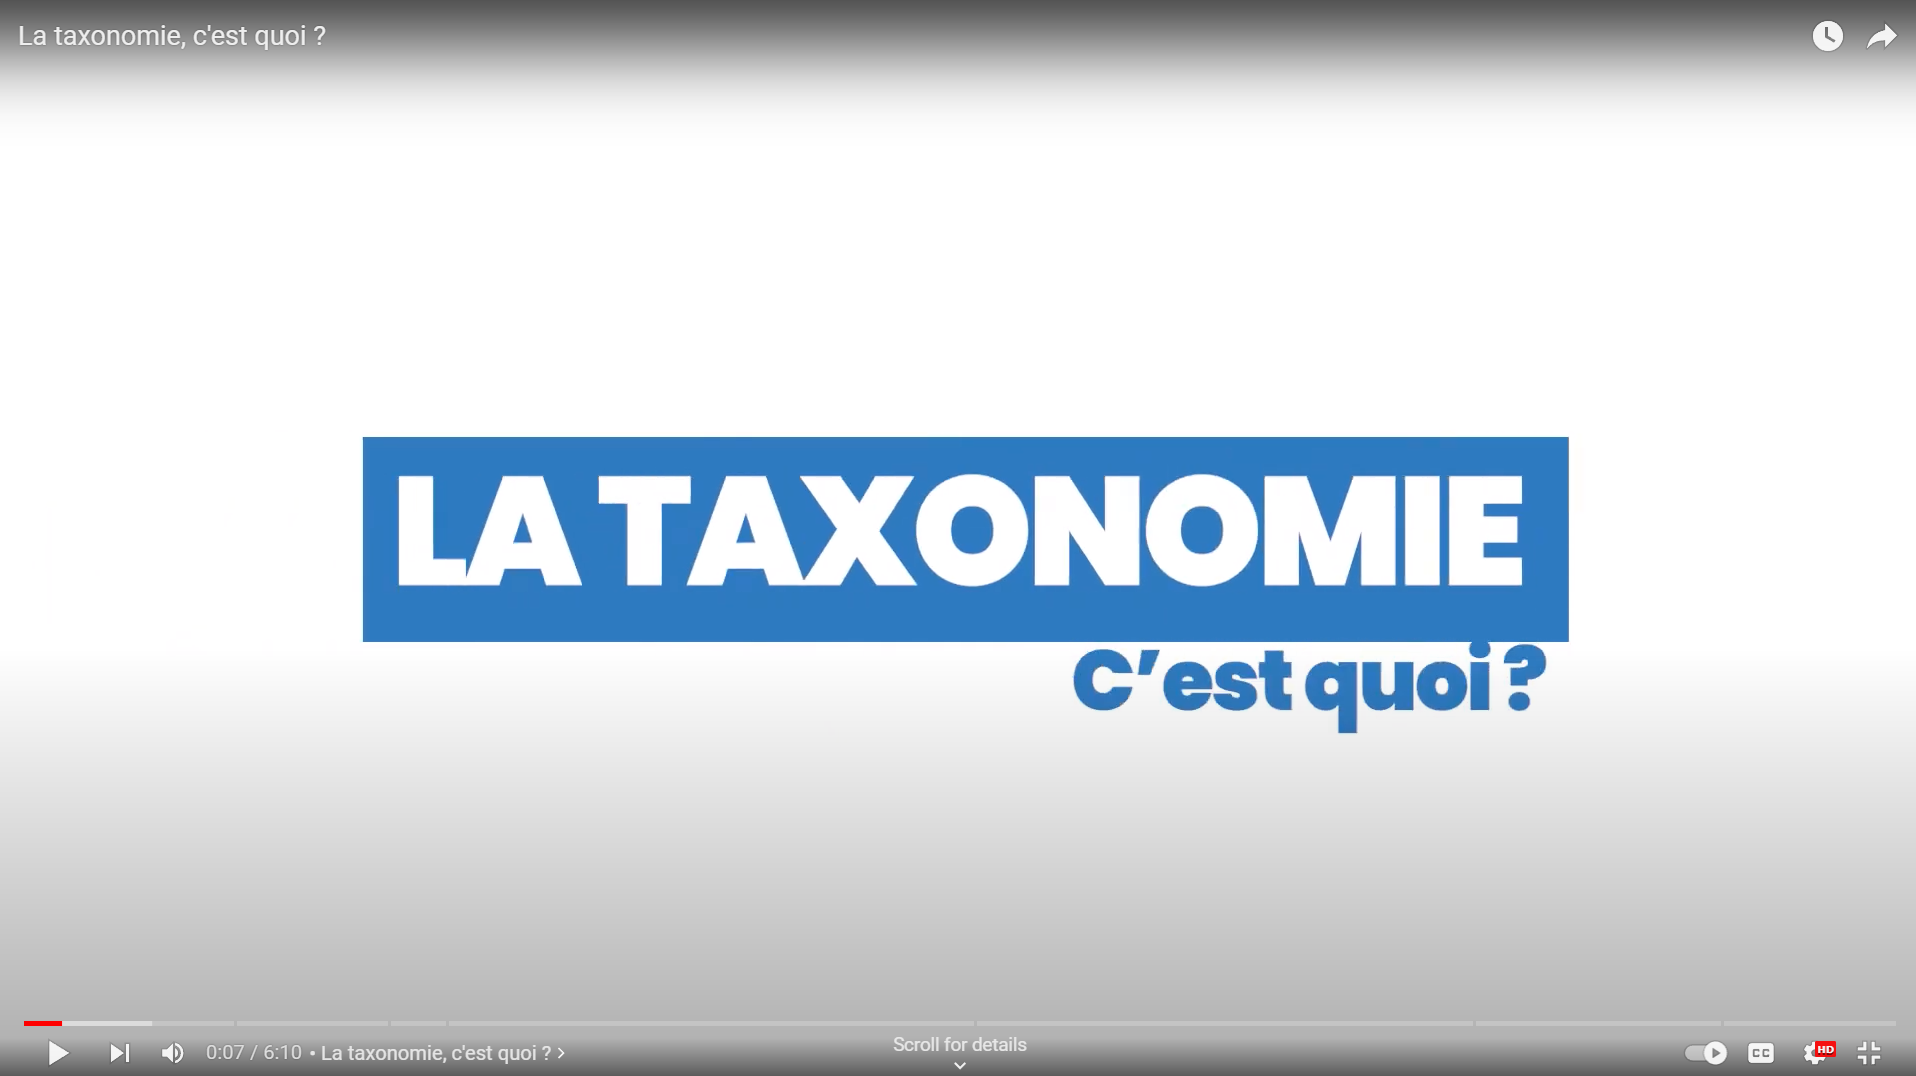 La taxonomie, c'est quoi ?
LA TAXONOMIE
C’est quoi ?
0:07 / 6:10 • La taxonomie, c'est quoi ? >
Scroll for details
CC
HD